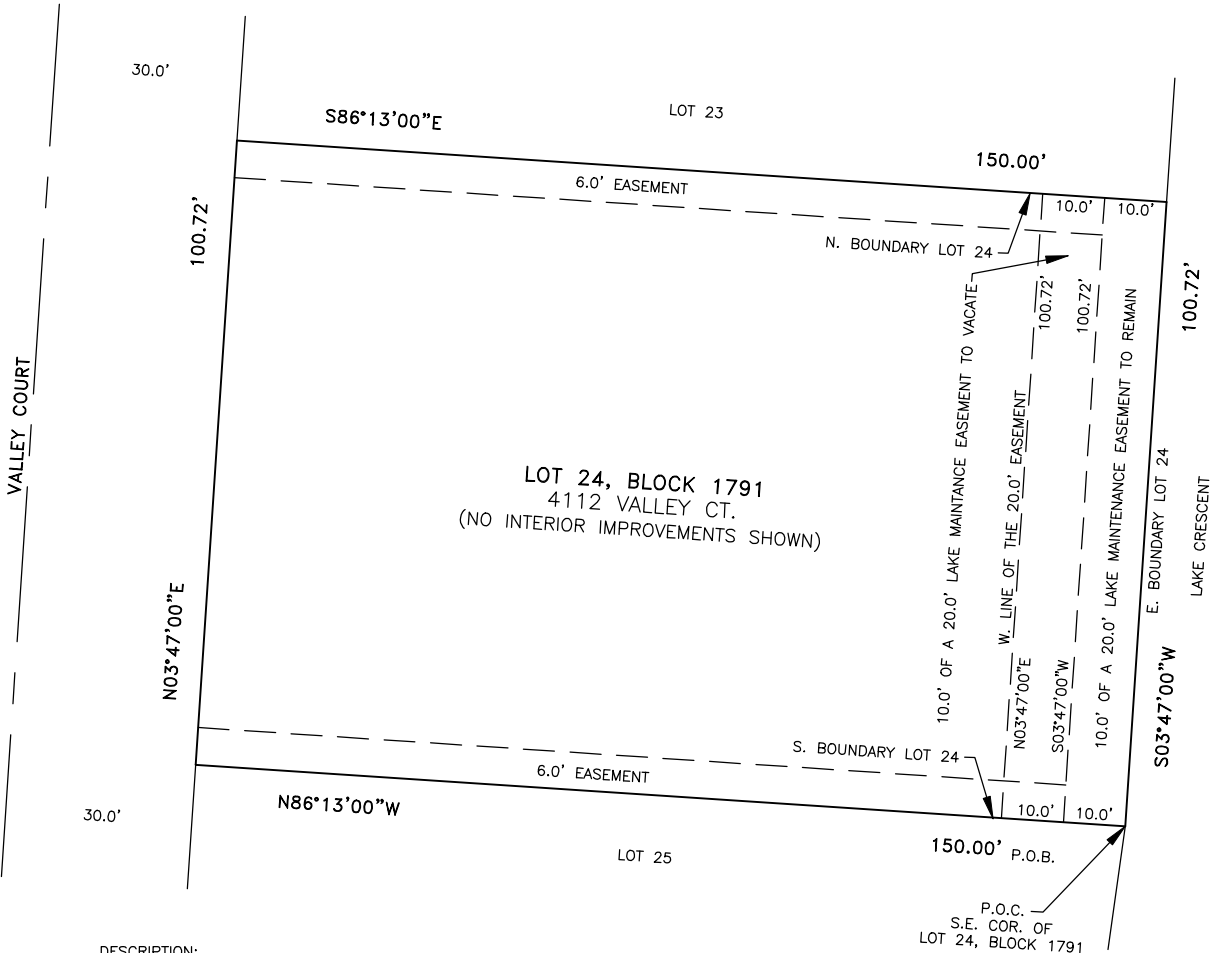 30.0'
S86°13'00"E
LOT 23
150.00'
6.0' EASEMENT
10.0'
10.0'
100.72'
N. BOUNDARY LOT 24
100.72'
100.72'
100.72'
10.0' OF A 20.0' LAKE MAINTANCE EASEMENT TO VACATE
W. LINE OF THE 20.0' EASEMENT
10.0' OF A 20.0' LAKE MAINTENANCE EASEMENT TO REMAIN
VALLEY COURT
E. BOUNDARY LOT 24
LAKE CRESCENT
LOT 24, BLOCK 1791
4112 VALLEY CT.
(NO INTERIOR IMPROVEMENTS SHOWN)
N03°47'00"E
N03°47'00"E
S03°47'00"W
S03°47'00"W
S. BOUNDARY LOT 24
6.0' EASEMENT
10.0'
10.0'
30.0'
N86°13'00"W
150.00'
P.O.B.
LOT 25
P.O.C.
S.E. COR. OF
LOT 24, BLOCK 1791
DESCRIPTION: